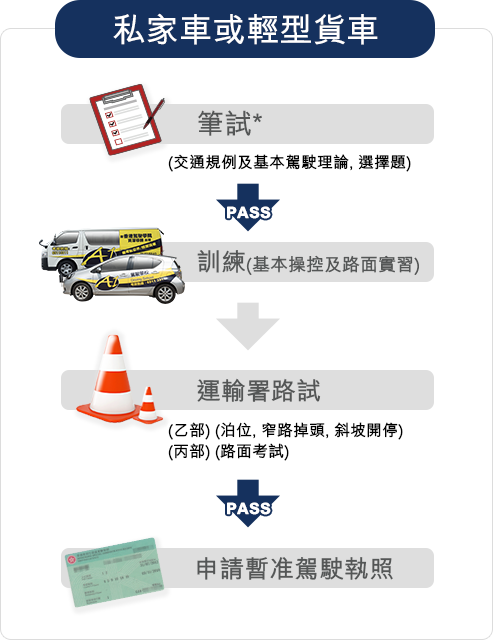 私家車或輕型貨車
筆試*
(交通規例及基本駕駛理論, 選擇題)
PASS
訓練(基本操控及路面實習)
運輸署路試
(乙部) (泊位, 窄路掉頭, 斜坡開停)
(丙部) (路面考試)
PASS
申請暫准駕駛執照